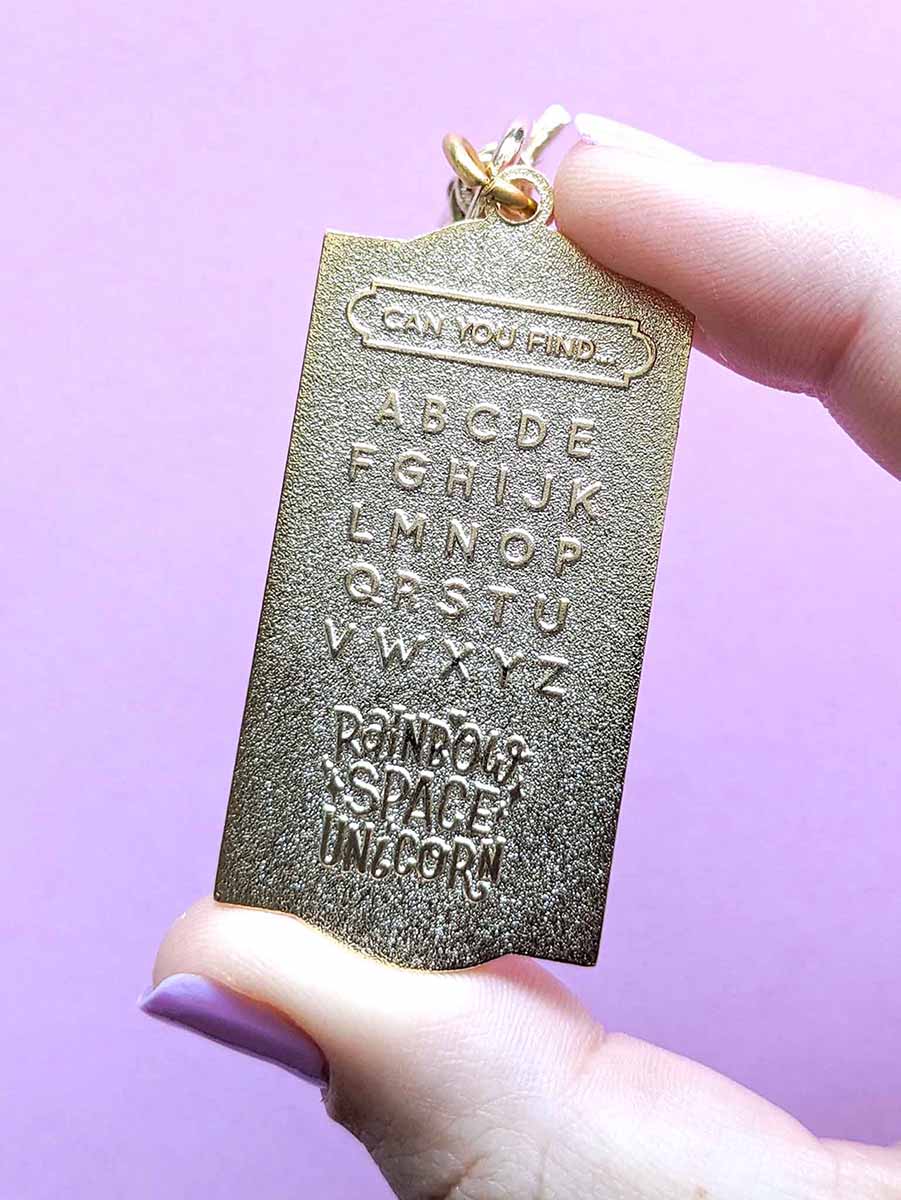 CAN YOU FIND...
A B C D E
F G H I J K
L M N O P
Q R S T U
V W X Y Z
RaiNBOW
SPACE
UNiCORN